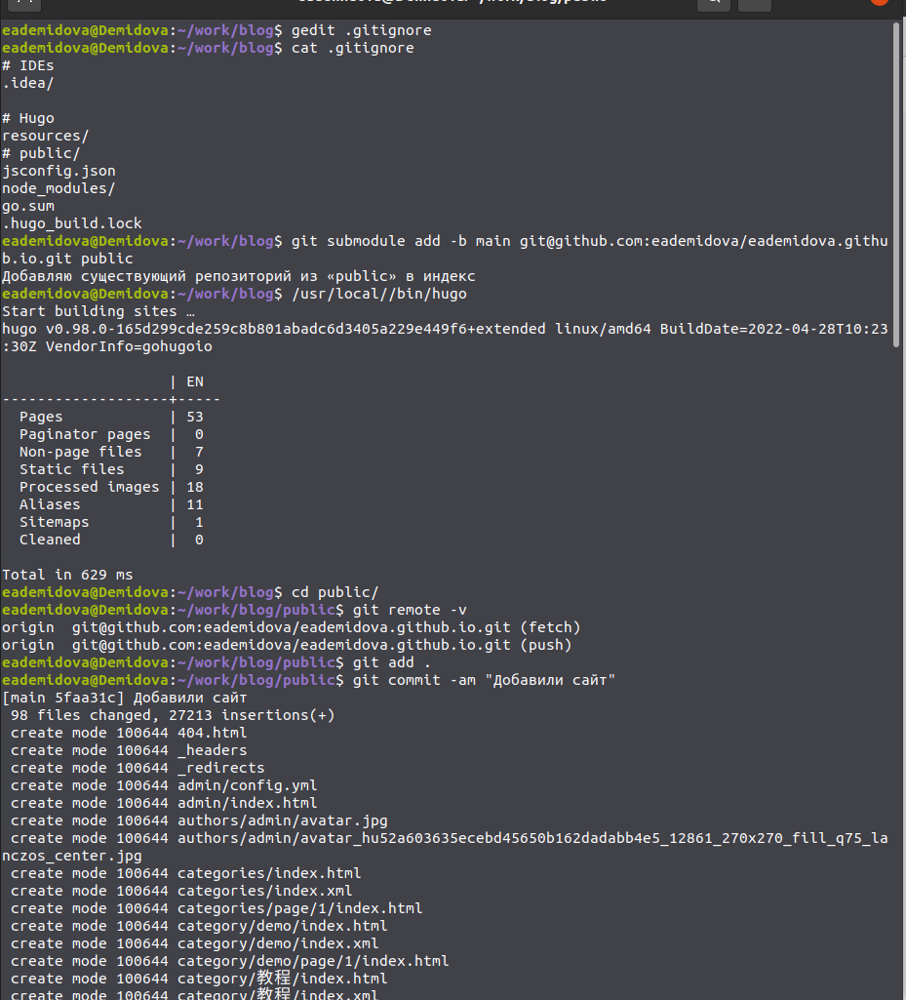 eademidova@Demidova:~/work/blog$ gedit .gitignore
eademidova@Demidova:~/work/blog$ cat .gitignore
# IDEs
.idea/
# Hugo
resources/
# public/
jsconfig.json
node_modules/
go.sum
.hugo_build.lock
eademidova@Demidova:~/work/blog$ git submodule add -b main git@github.com:eademidova/eademidova.githu
b.io.git public
Добавляю существующий репозиторий из «public» в индекс
eademidova@Demidova:~/work/blog$ /usr/local//bin/hugo
Start building sites …
hugo v0.98.0-165d299cde259c8b801abadc6d3405a229e449f6+extended linux/amd64 BuildDate=2022-04-28T10:23
:30Z VendorInfo=gohugoio
                   | EN
-------------------+-----
  Pages            | 53
  Paginator pages  |  0
  Non-page files   |  7
  Static files     |  9
  Processed images | 18
  Aliases          | 11
  Sitemaps         |  1
  Cleaned          |  0
Total in 629 ms
eademidova@Demidova:~/work/blog$ cd public/
eademidova@Demidova:~/work/blog/public$ git remote -v
origin  git@github.com:eademidova/eademidova.github.io.git (fetch)
origin  git@github.com:eademidova/eademidova.github.io.git (push)
eademidova@Demidova:~/work/blog/public$ git add .
eademidova@Demidova:~/work/blog/public$ git commit -am "Добавили сайт"
[main 5faa31c] Добавили сайт
 98 files changed, 27213 insertions(+)
 create mode 100644 404.html
 create mode 100644 _headers
 create mode 100644 _redirects
 create mode 100644 admin/config.yml
 create mode 100644 admin/index.html
 create mode 100644 authors/admin/avatar.jpg
 create mode 100644 authors/admin/avatar_hu52a603635ecebd45650b162dadabb4e5_12861_270x270_fill_q75_la
nczos_center.jpg
 create mode 100644 categories/index.html
 create mode 100644 categories/index.xml
 create mode 100644 categories/page/1/index.html
 create mode 100644 category/demo/index.html
 create mode 100644 category/demo/index.xml
 create mode 100644 category/demo/page/1/index.html
 create mode 100644 category/教程/index.html
 create mode 100644 category/教程/index.xml